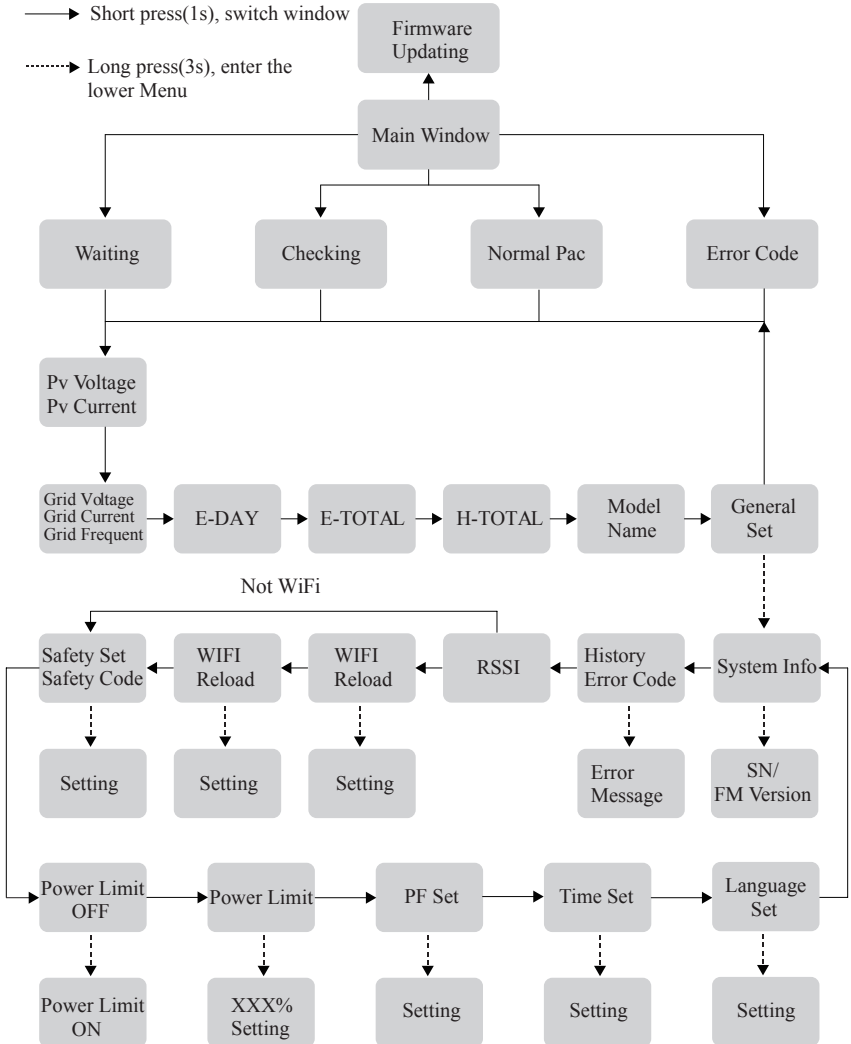 Short press(1s), switch window
Long press(3s), enter the
lower Menu
Firmware
Updating
Main Window
Waiting
Checking
Normal Pac
Error Code
Pv Voltage
Pv Current
Grid Voltage
Grid Current
Grid Frequent
E-DAY
E-TOTAL
H-TOTAL
Model
Name
General
Set
Not WiFi
Safety Set
Safety Code
WIFI
Reload
WIFI
Reload
RSSI
History
Error Code
System Info
Setting
Setting
Setting
Error
Message
SN/
FM Version
Power Limit
OFF
Power Limit
PF Set
Time Set
Language
Set
Power Limit
ON
XXX%
Setting
Setting
Setting
Setting